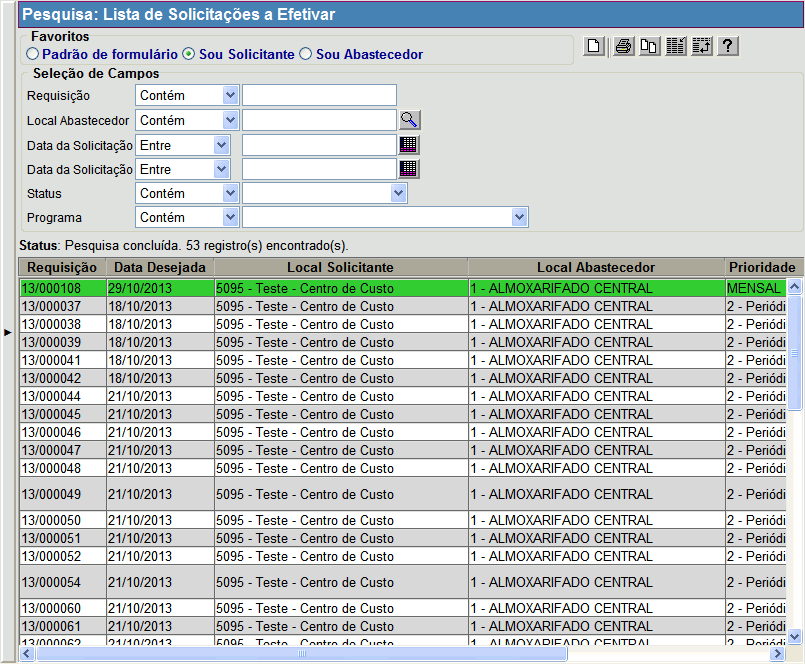 Pesquisa: Lista de Solicitações a Efetivar
Favoritos
Padrão de formulário Sou Solicitante Sou Abastecedor
?
Seleção de Campos
Requisição Contém
Local Abastecedor Contém
Data da Solicitação Entre
Data da Solicitação Entre
Status Contém
Programa Contém
Status: Pesquisa concluída. 53 registro(s) encontrado(s).
Requisição Data Desejada Local Solicitante Local Abastecedor Prioridade
13/000108 29/10/2013 5095 - Teste - Centro de Custo 1 - ALMOXARIFADO CENTRAL MENSAL
13/000037 18/10/2013 5095 - Teste - Centro de Custo 1 - ALMOXARIFADO CENTRAL 2 - Periódi
13/000038 18/10/2013 5095 - Teste - Centro de Custo 1 - ALMOXARIFADO CENTRAL 2 - Periódi
13/000039 18/10/2013 5095 - Teste - Centro de Custo 1 - ALMOXARIFADO CENTRAL 2 - Periódi
13/000041 18/10/2013 5095 - Teste - Centro de Custo 1 - ALMOXARIFADO CENTRAL 2 - Periódi
13/000042 18/10/2013 5095 - Teste - Centro de Custo 1 - ALMOXARIFADO CENTRAL 2 - Periódi
13/000044 21/10/2013 5095 - Teste - Centro de Custo 1 - ALMOXARIFADO CENTRAL 2 - Periódi
13/000045 21/10/2013 5095 - Teste - Centro de Custo 1 - ALMOXARIFADO CENTRAL 2 - Periódi
13/000046 21/10/2013 5095 - Teste - Centro de Custo 1 - ALMOXARIFADO CENTRAL 2 - Periódi
13/000047 21/10/2013 5095 - Teste - Centro de Custo 1 - ALMOXARIFADO CENTRAL 2 - Periódi
13/000048 21/10/2013 5095 - Teste - Centro de Custo 1 - ALMOXARIFADO CENTRAL 2 - Periódi
13/000049 21/10/2013 5095 - Teste - Centro de Custo 1 - ALMOXARIFADO CENTRAL 2 - Periódi
13/000050 21/10/2013 5095 - Teste - Centro de Custo 1 - ALMOXARIFADO CENTRAL 2 - Periódi
13/000051 21/10/2013 5095 - Teste - Centro de Custo 1 - ALMOXARIFADO CENTRAL 2 - Periódi
13/000052 21/10/2013 5095 - Teste - Centro de Custo 1 - ALMOXARIFADO CENTRAL 2 - Periódi
13/000054 21/10/2013 5095 - Teste - Centro de Custo 1 - ALMOXARIFADO CENTRAL 2 - Periódi
13/000060 21/10/2013 5095 - Teste - Centro de Custo 1 - ALMOXARIFADO CENTRAL 2 - Periódi
13/000061 21/10/2013 5095 - Teste - Centro de Custo 1 - ALMOXARIFADO CENTRAL 2 - Periódi
13/000062 21/10/2013 5095 - Teste - Centro de Custo 1 - ALMOXARIFADO CENTRAL 2 - Periódi